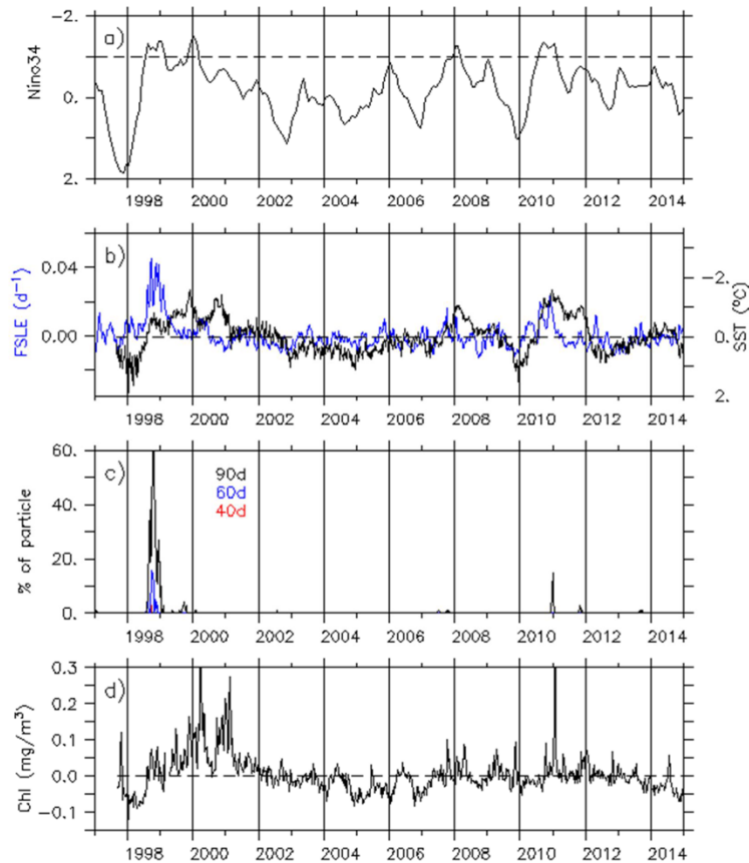 a)
Nino34
-2.
0.
2.
1998 2000 2002 2004 2006 2008 2010 2012 2014
b)
FSLE (d⁻¹)
0.04
0.00
-2.
0.
2.
SST (°C)
1998 2000 2002 2004 2006 2008 2010 2012 2014
c)
% of particle
60.
40.
20.
0.
90d
60d
40d
1998 2000 2002 2004 2006 2008 2010 2012 2014
d)
Chl (mg/m³)
0.3
0.2
0.1
0.0
-0.1
1998 2000 2002 2004 2006 2008 2010 2012 2014